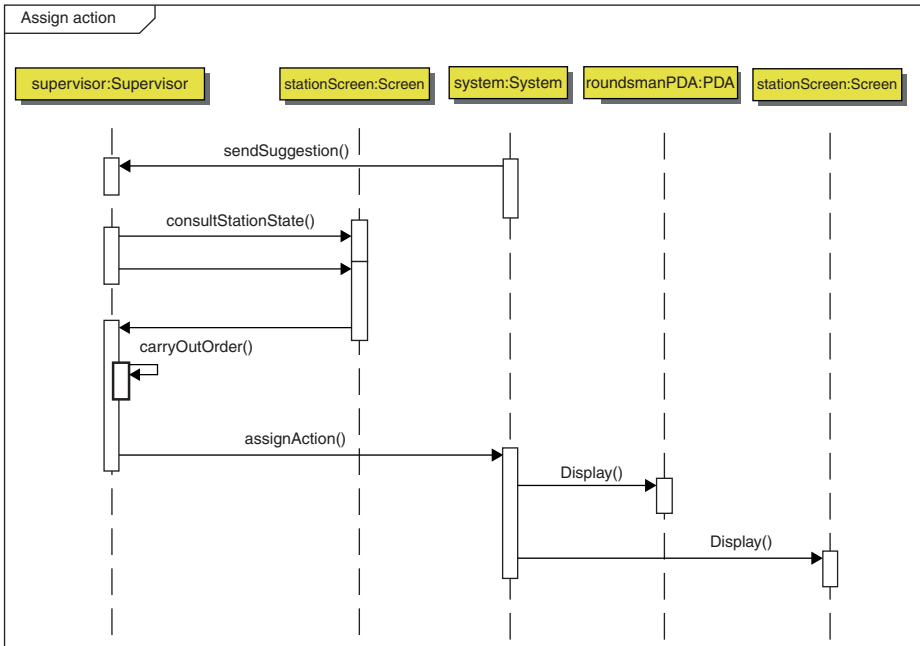 Assign action
supervisor:Supervisor
stationScreen:Screen
system:System
roundsmanPDA:PDA
stationScreen:Screen
sendSuggestion()
consultStationState()
carryOutOrder()
assignAction()
Display()
Display()